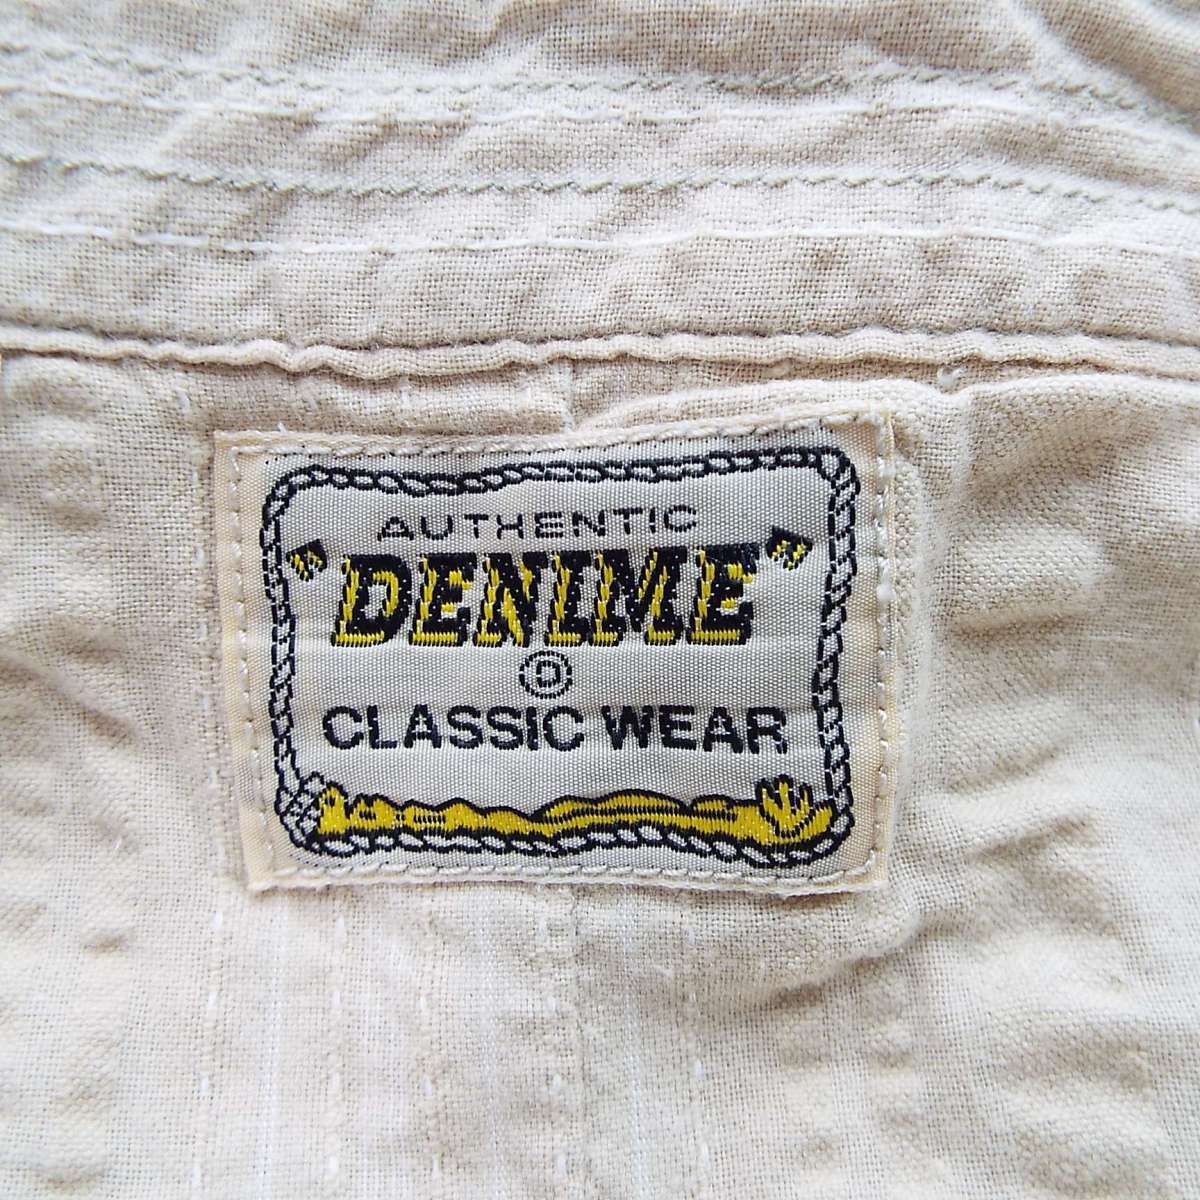 AUTHENTIC
"DENIME"
Ⓓ
CLASSIC WEAR